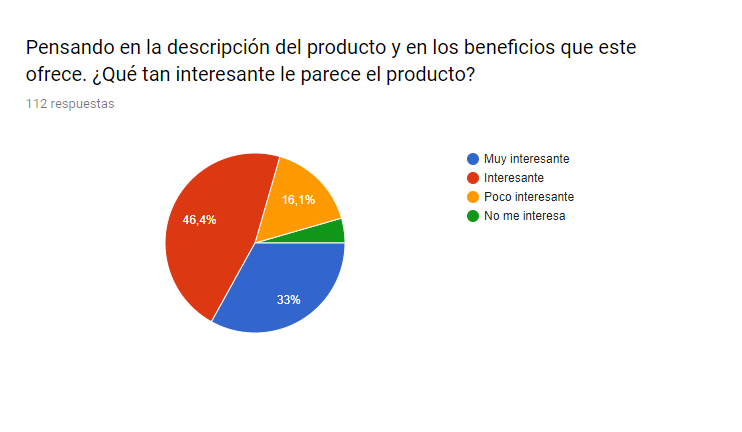 Pensando en la descripción del producto y en los beneficios que este
ofrece. ¿Qué tan interesante le parece el producto?
112 respuestas
Muy interesante
Interesante
Poco interesante
No me interesa
16,1%
46,4%
33%